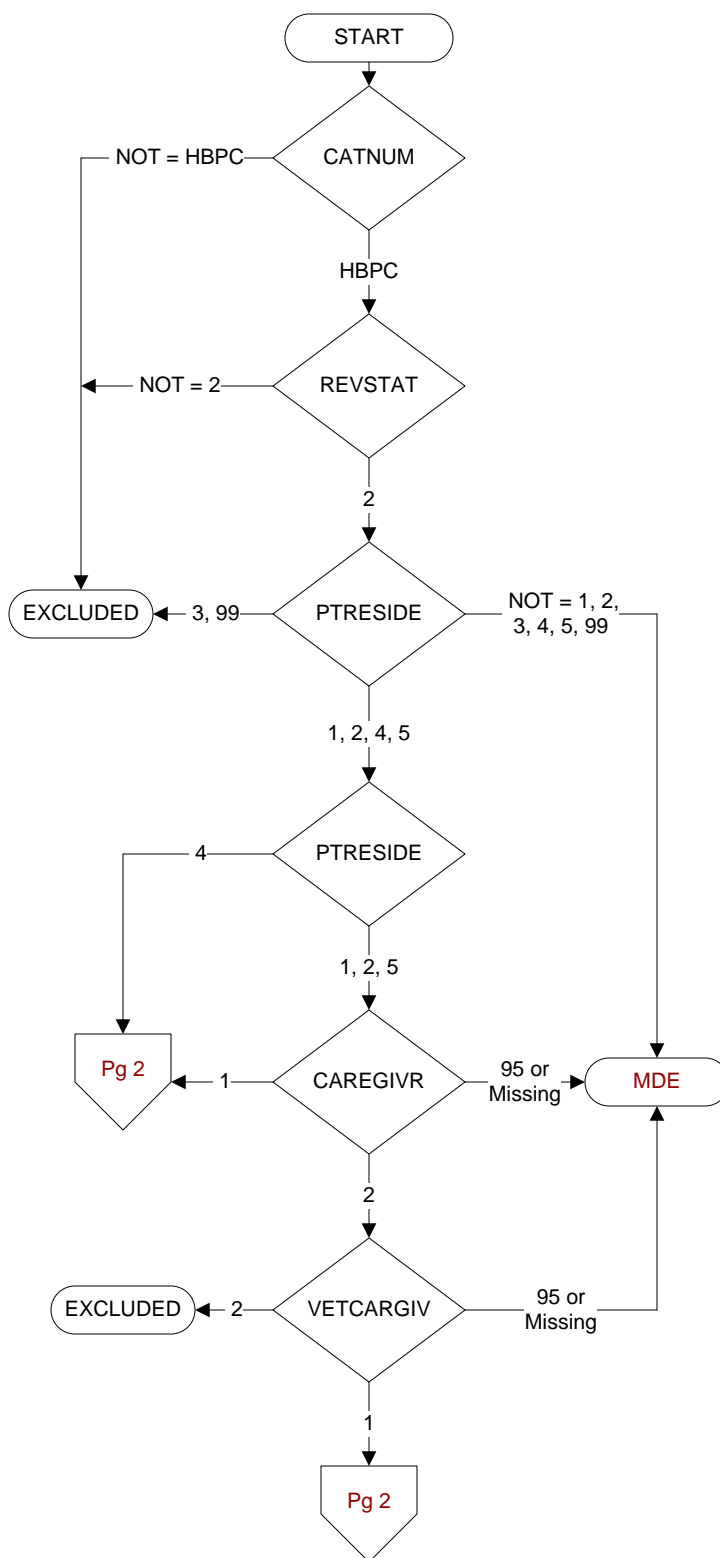 START
CATNUM
NOT = HBPC
HBPC
REVSTAT
NOT = 2
2
EXCLUDED
3, 99
PTRESIDE
NOT = 1, 2,
3, 4, 5, 99
1, 2, 4, 5
4
PTRESIDE
1, 2, 5
Pg 2
1
CAREGIVR
95 or
Missing
MDE
2
EXCLUDED
2
VETCARGIV
95 or
Missing
1
Pg 2